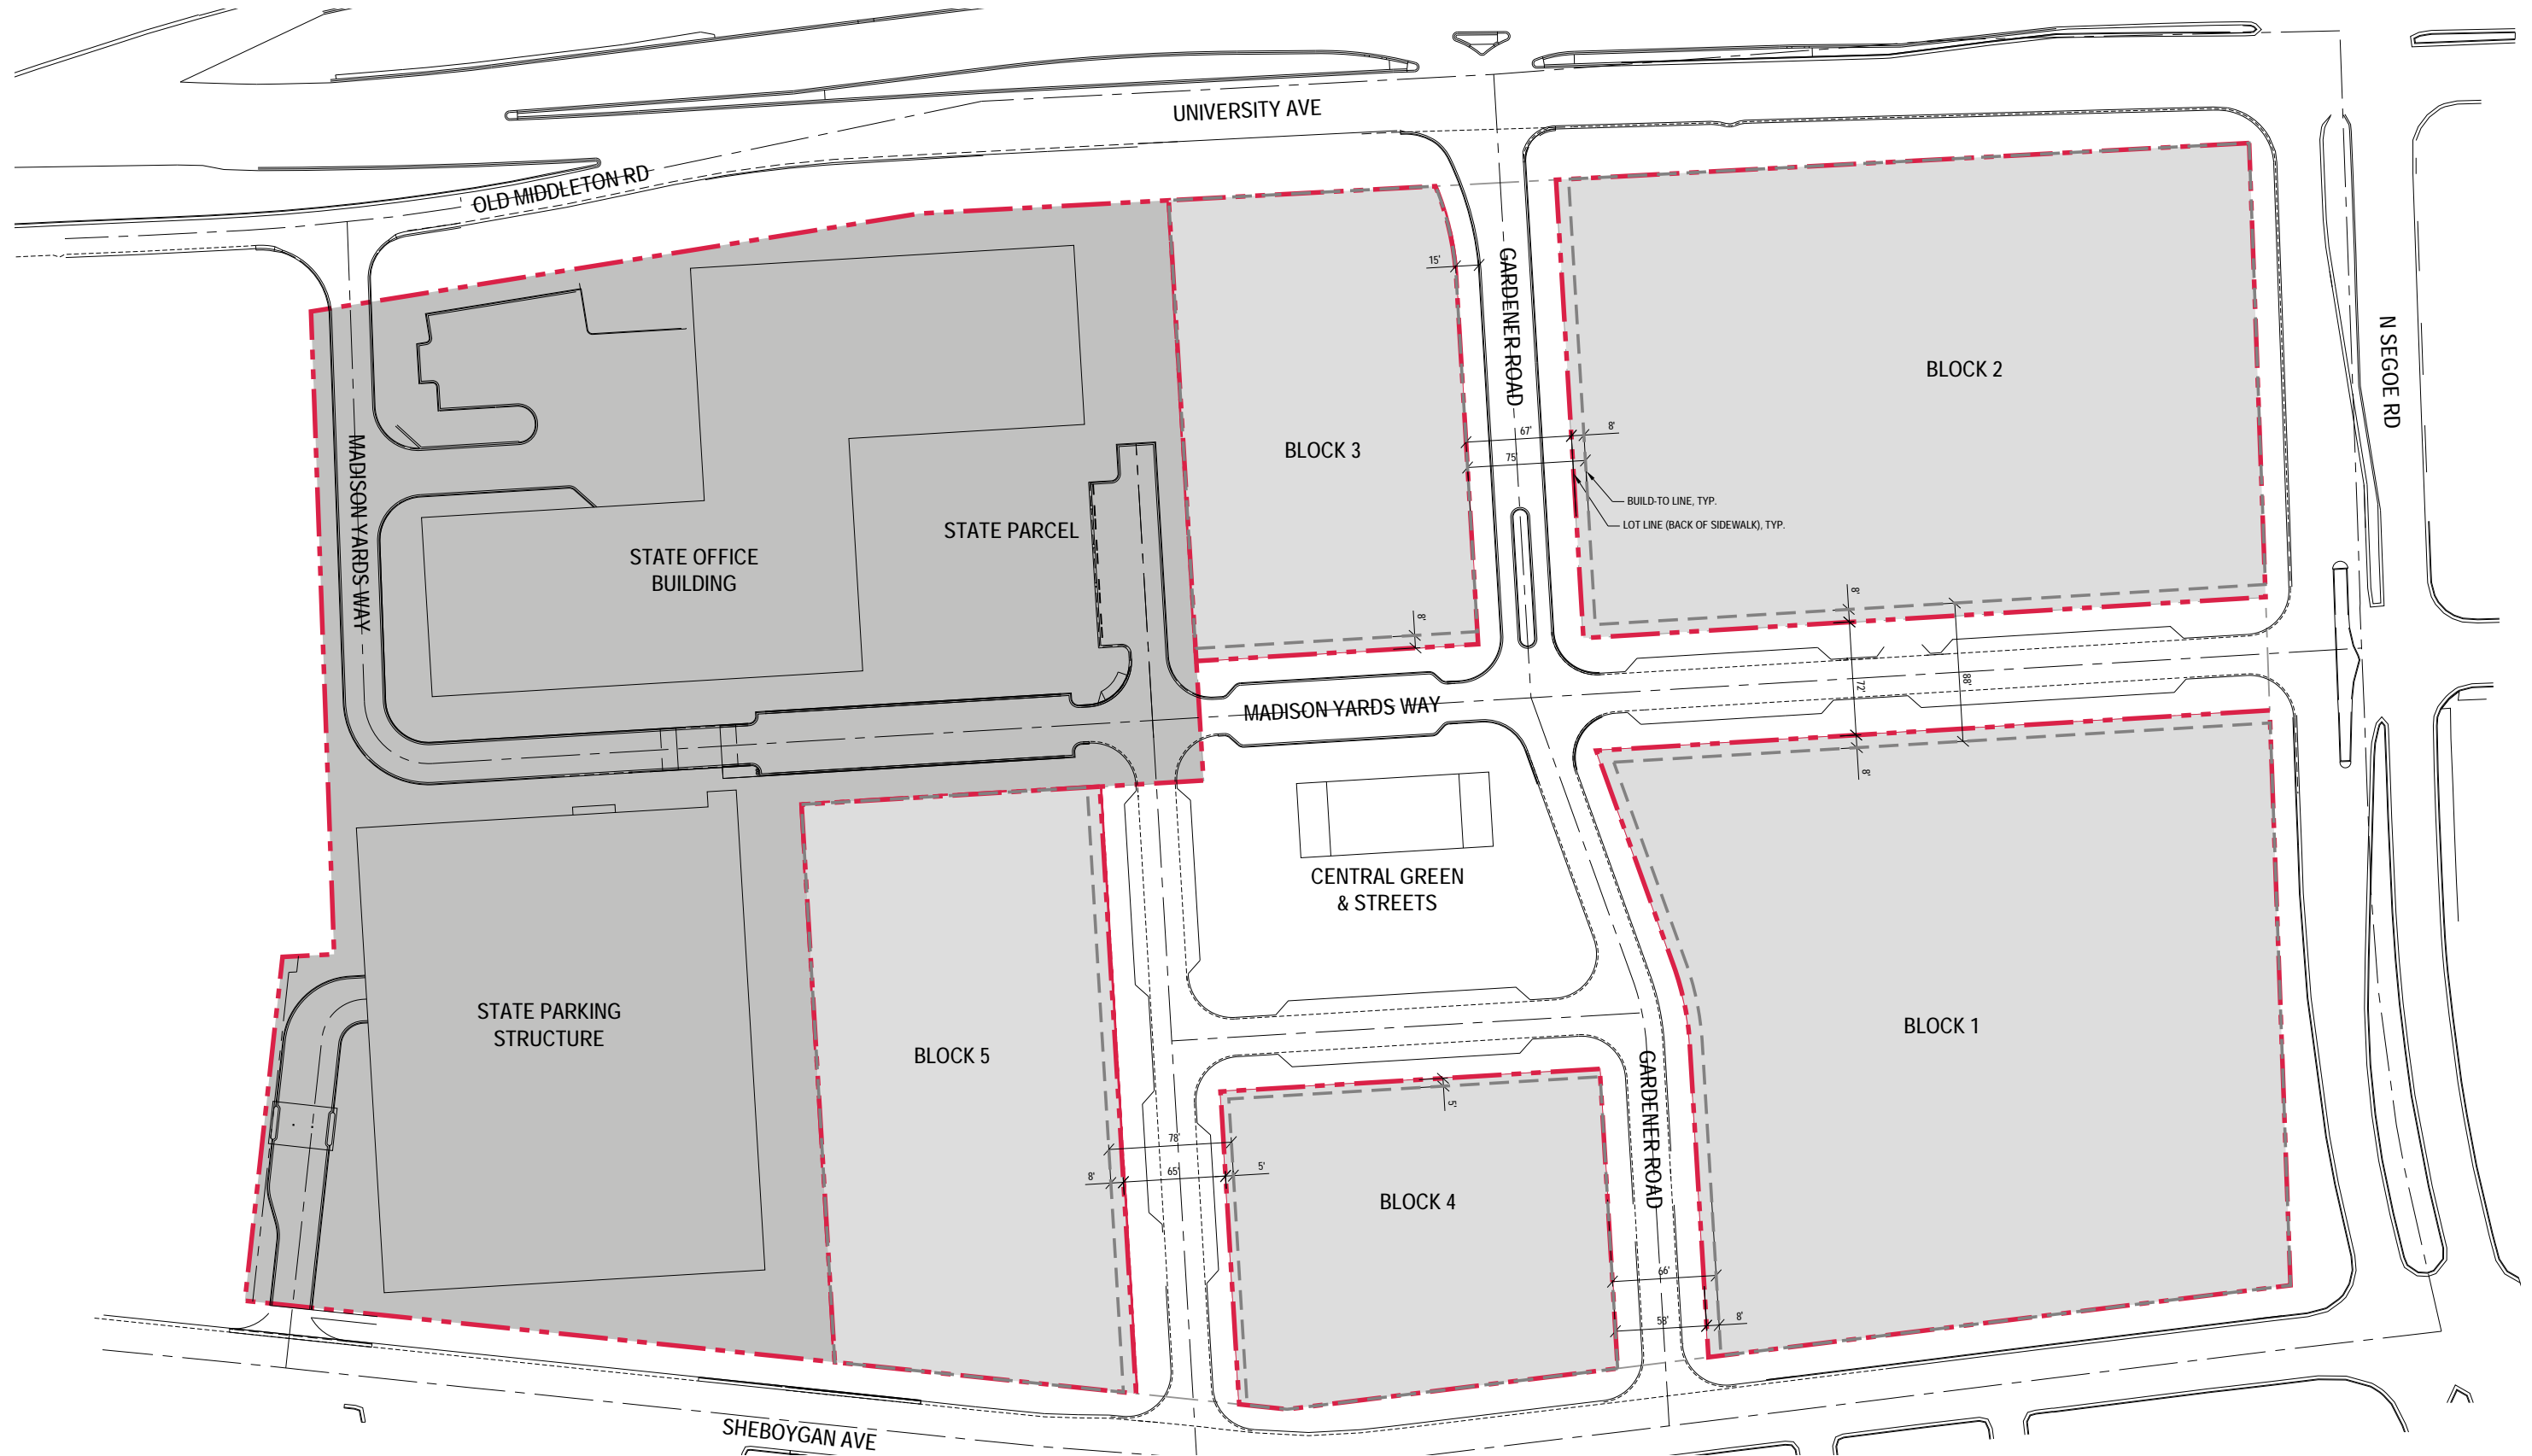 UNIVERSITY AVE
OLD MIDDLETON RD
15'
GARDENER ROAD
N SEGOE RD
BLOCK 2
BLOCK 3
67'
8'
75'
MADISON YARDS WAY
BUILD-TO LINE, TYP.
LOT LINE (BACK OF SIDEWALK), TYP.
STATE PARCEL
STATE OFFICE
BUILDING
8'
8'
72'
88'
MADISON YARDS WAY
8'
CENTRAL GREEN
& STREETS
STATE PARKING
STRUCTURE
BLOCK 5
BLOCK 1
GARDENER ROAD
5'
78'
8'
65'
5'
BLOCK 4
66'
58'
8'
SHEBOYGAN AVE